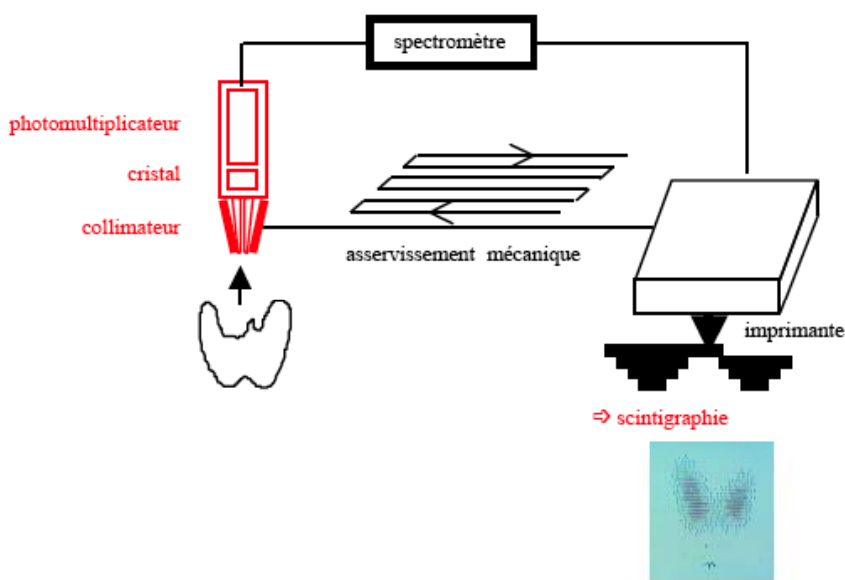 spectromètre
photomultiplicateur
cristal
collimateur
asservissement mécanique
imprimante
⇨ scintigraphie